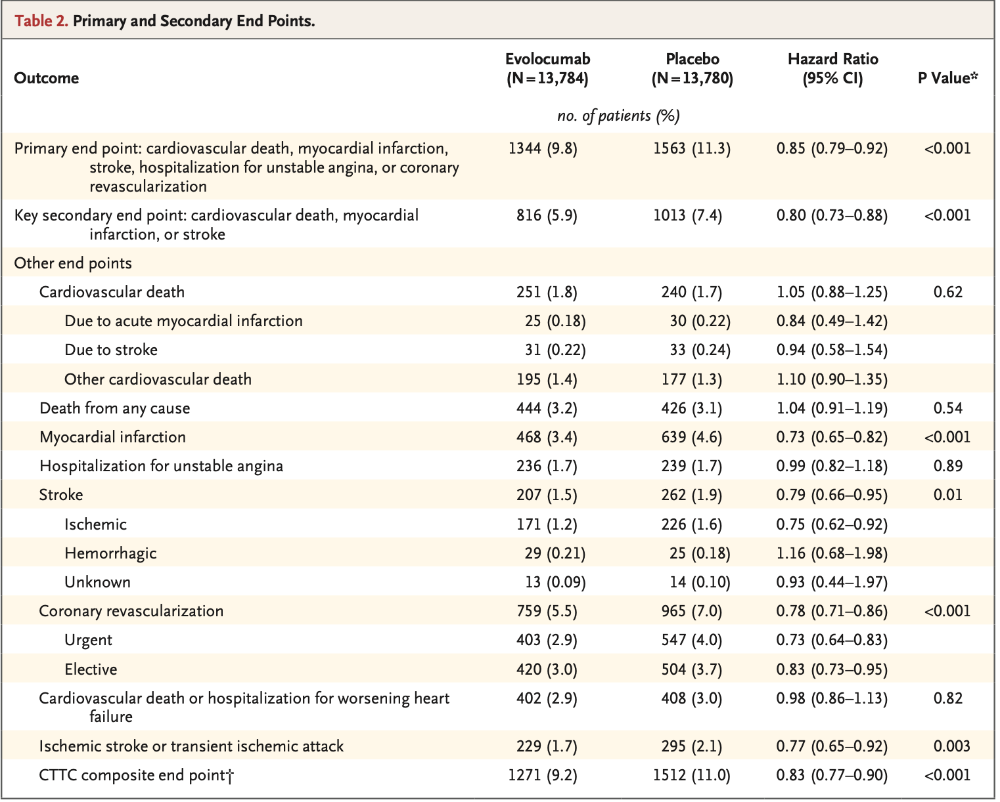 Table 2. Primary and Secondary End Points.
Outcome Evolocumab (N=13,784) Placebo (N=13,780) Hazard Ratio (95% CI) P Value*
no. of patients (%)
Primary end point: cardiovascular death, myocardial infarction, 1344 (9.8) 1563 (11.3) 0.85 (0.79–0.92) <0.001
stroke, hospitalization for unstable angina, or coronary
revascularization
Key secondary end point: cardiovascular death, myocardial 816 (5.9) 1013 (7.4) 0.80 (0.73–0.88) <0.001
infarction, or stroke
Other end points
Cardiovascular death 251 (1.8) 240 (1.7) 1.05 (0.88–1.25) 0.62
Due to acute myocardial infarction 25 (0.18) 30 (0.22) 0.84 (0.49–1.42)
Due to stroke 31 (0.22) 33 (0.24) 0.94 (0.58–1.54)
Other cardiovascular death 195 (1.4) 177 (1.3) 1.10 (0.90–1.35)
Death from any cause 444 (3.2) 426 (3.1) 1.04 (0.91–1.19) 0.54
Myocardial infarction 468 (3.4) 639 (4.6) 0.73 (0.65–0.82) <0.001
Hospitalization for unstable angina 236 (1.7) 239 (1.7) 0.99 (0.82–1.18) 0.89
Stroke 207 (1.5) 262 (1.9) 0.79 (0.66–0.95) 0.01
Ischemic 171 (1.2) 226 (1.6) 0.75 (0.62–0.92)
Hemorrhagic 29 (0.21) 25 (0.18) 1.16 (0.68–1.98)
Unknown 13 (0.09) 14 (0.10) 0.93 (0.44–1.97)
Coronary revascularization 759 (5.5) 965 (7.0) 0.78 (0.71–0.86) <0.001
Urgent 403 (2.9) 547 (4.0) 0.73 (0.64–0.83)
Elective 420 (3.0) 504 (3.7) 0.83 (0.73–0.95)
Cardiovascular death or hospitalization for worsening heart 402 (2.9) 408 (3.0) 0.98 (0.86–1.13) 0.82
failure
Ischemic stroke or transient ischemic attack 229 (1.7) 295 (2.1) 0.77 (0.65–0.92) 0.003
CTTC composite end point† 1271 (9.2) 1512 (11.0) 0.83 (0.77–0.90) <0.001